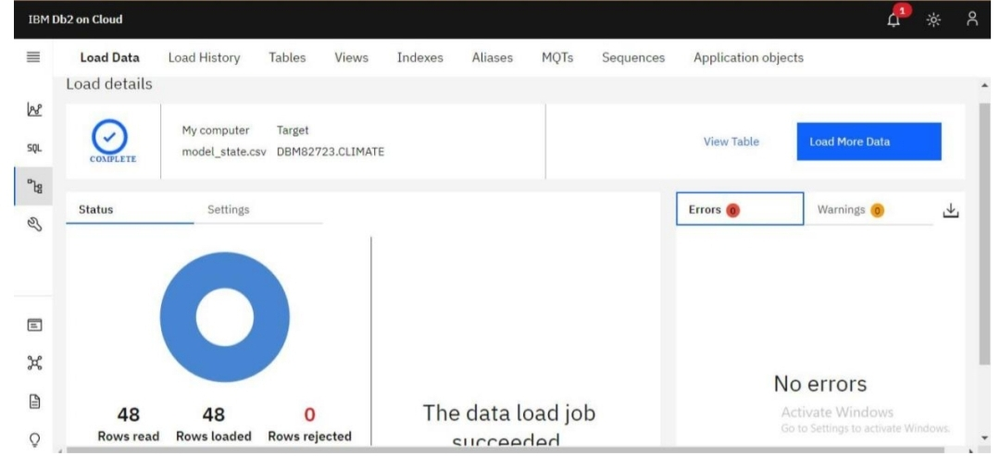 IBM Db2 on Cloud
1
Load Data Load History Tables Views Indexes Aliases MQTs Sequences Application objects
Load details
My computer Target
COMPLETE model_state.csv DBM82723.CLIMATE
View Table Load More Data
SQL
Status Settings
Errors 0 Warnings 0
48 48 0
Rows read Rows loaded Rows rejected
The data load job
succeeded
No errors
Activate Windows
Go to Settings to activate Windows.